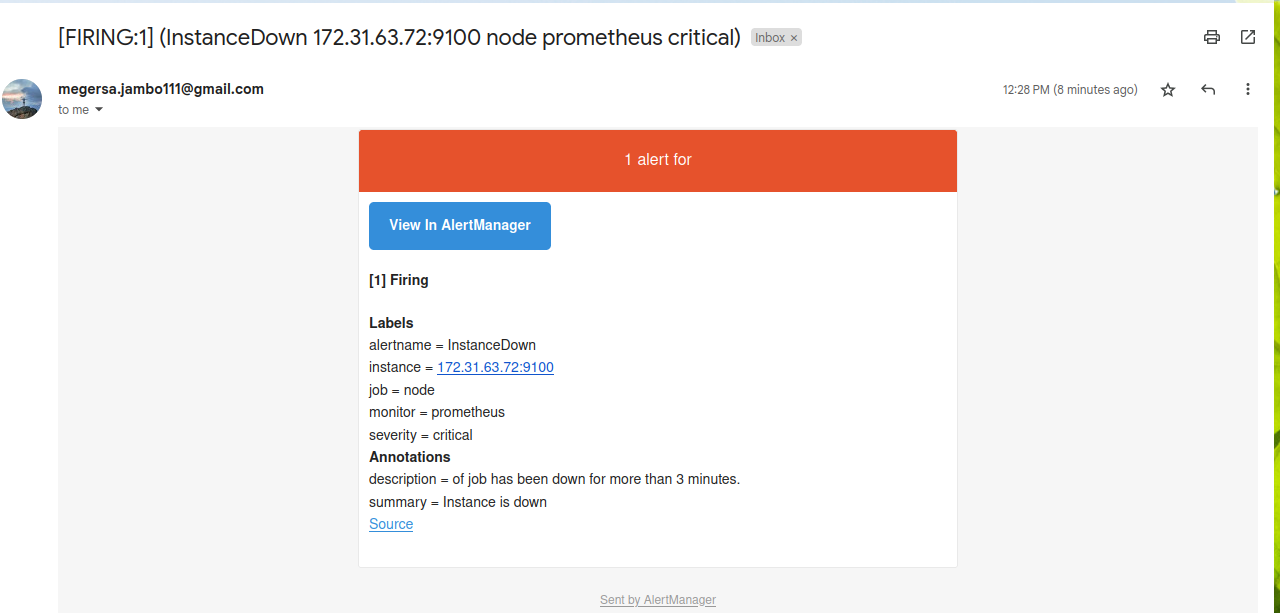 [FIRING:1] (InstanceDown 172.31.63.72:9100 node prometheus critical) Inbox ×
megersa.jambo111@gmail.com 12:28 PM (8 minutes ago)
to me
1 alert for
View In AlertManager
[1] Firing
Labels
alertname = InstanceDown
instance = 172.31.63.72:9100
job = node
monitor = prometheus
severity = critical
Annotations
description = of job has been down for more than 3 minutes.
summary = Instance is down
Source
Sent by AlertManager